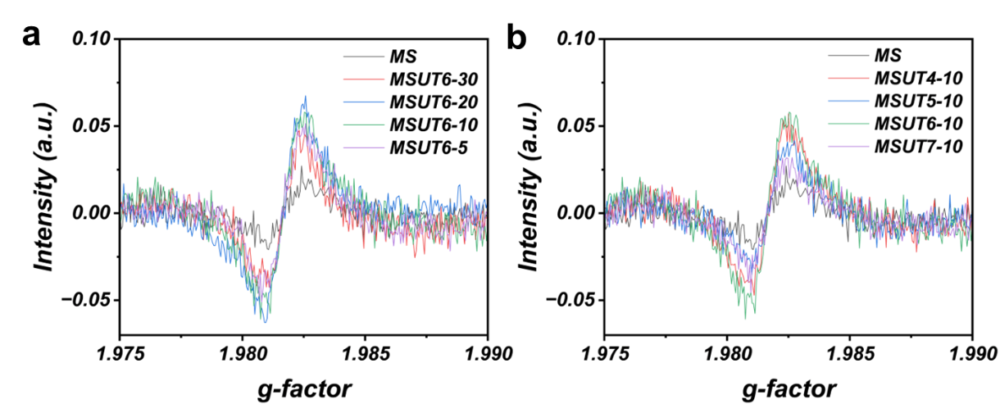 a
0.10
0.05
0.00
−0.05
Intensity (a.u.)
MS
MSUT6-30
MSUT6-20
MSUT6-10
MSUT6-5
1.975
1.980
1.985
1.990
g-factor
b
0.10
0.05
0.00
−0.05
Intensity (a.u.)
MS
MSUT4-10
MSUT5-10
MSUT6-10
MSUT7-10
1.975
1.980
1.985
1.990
g-factor